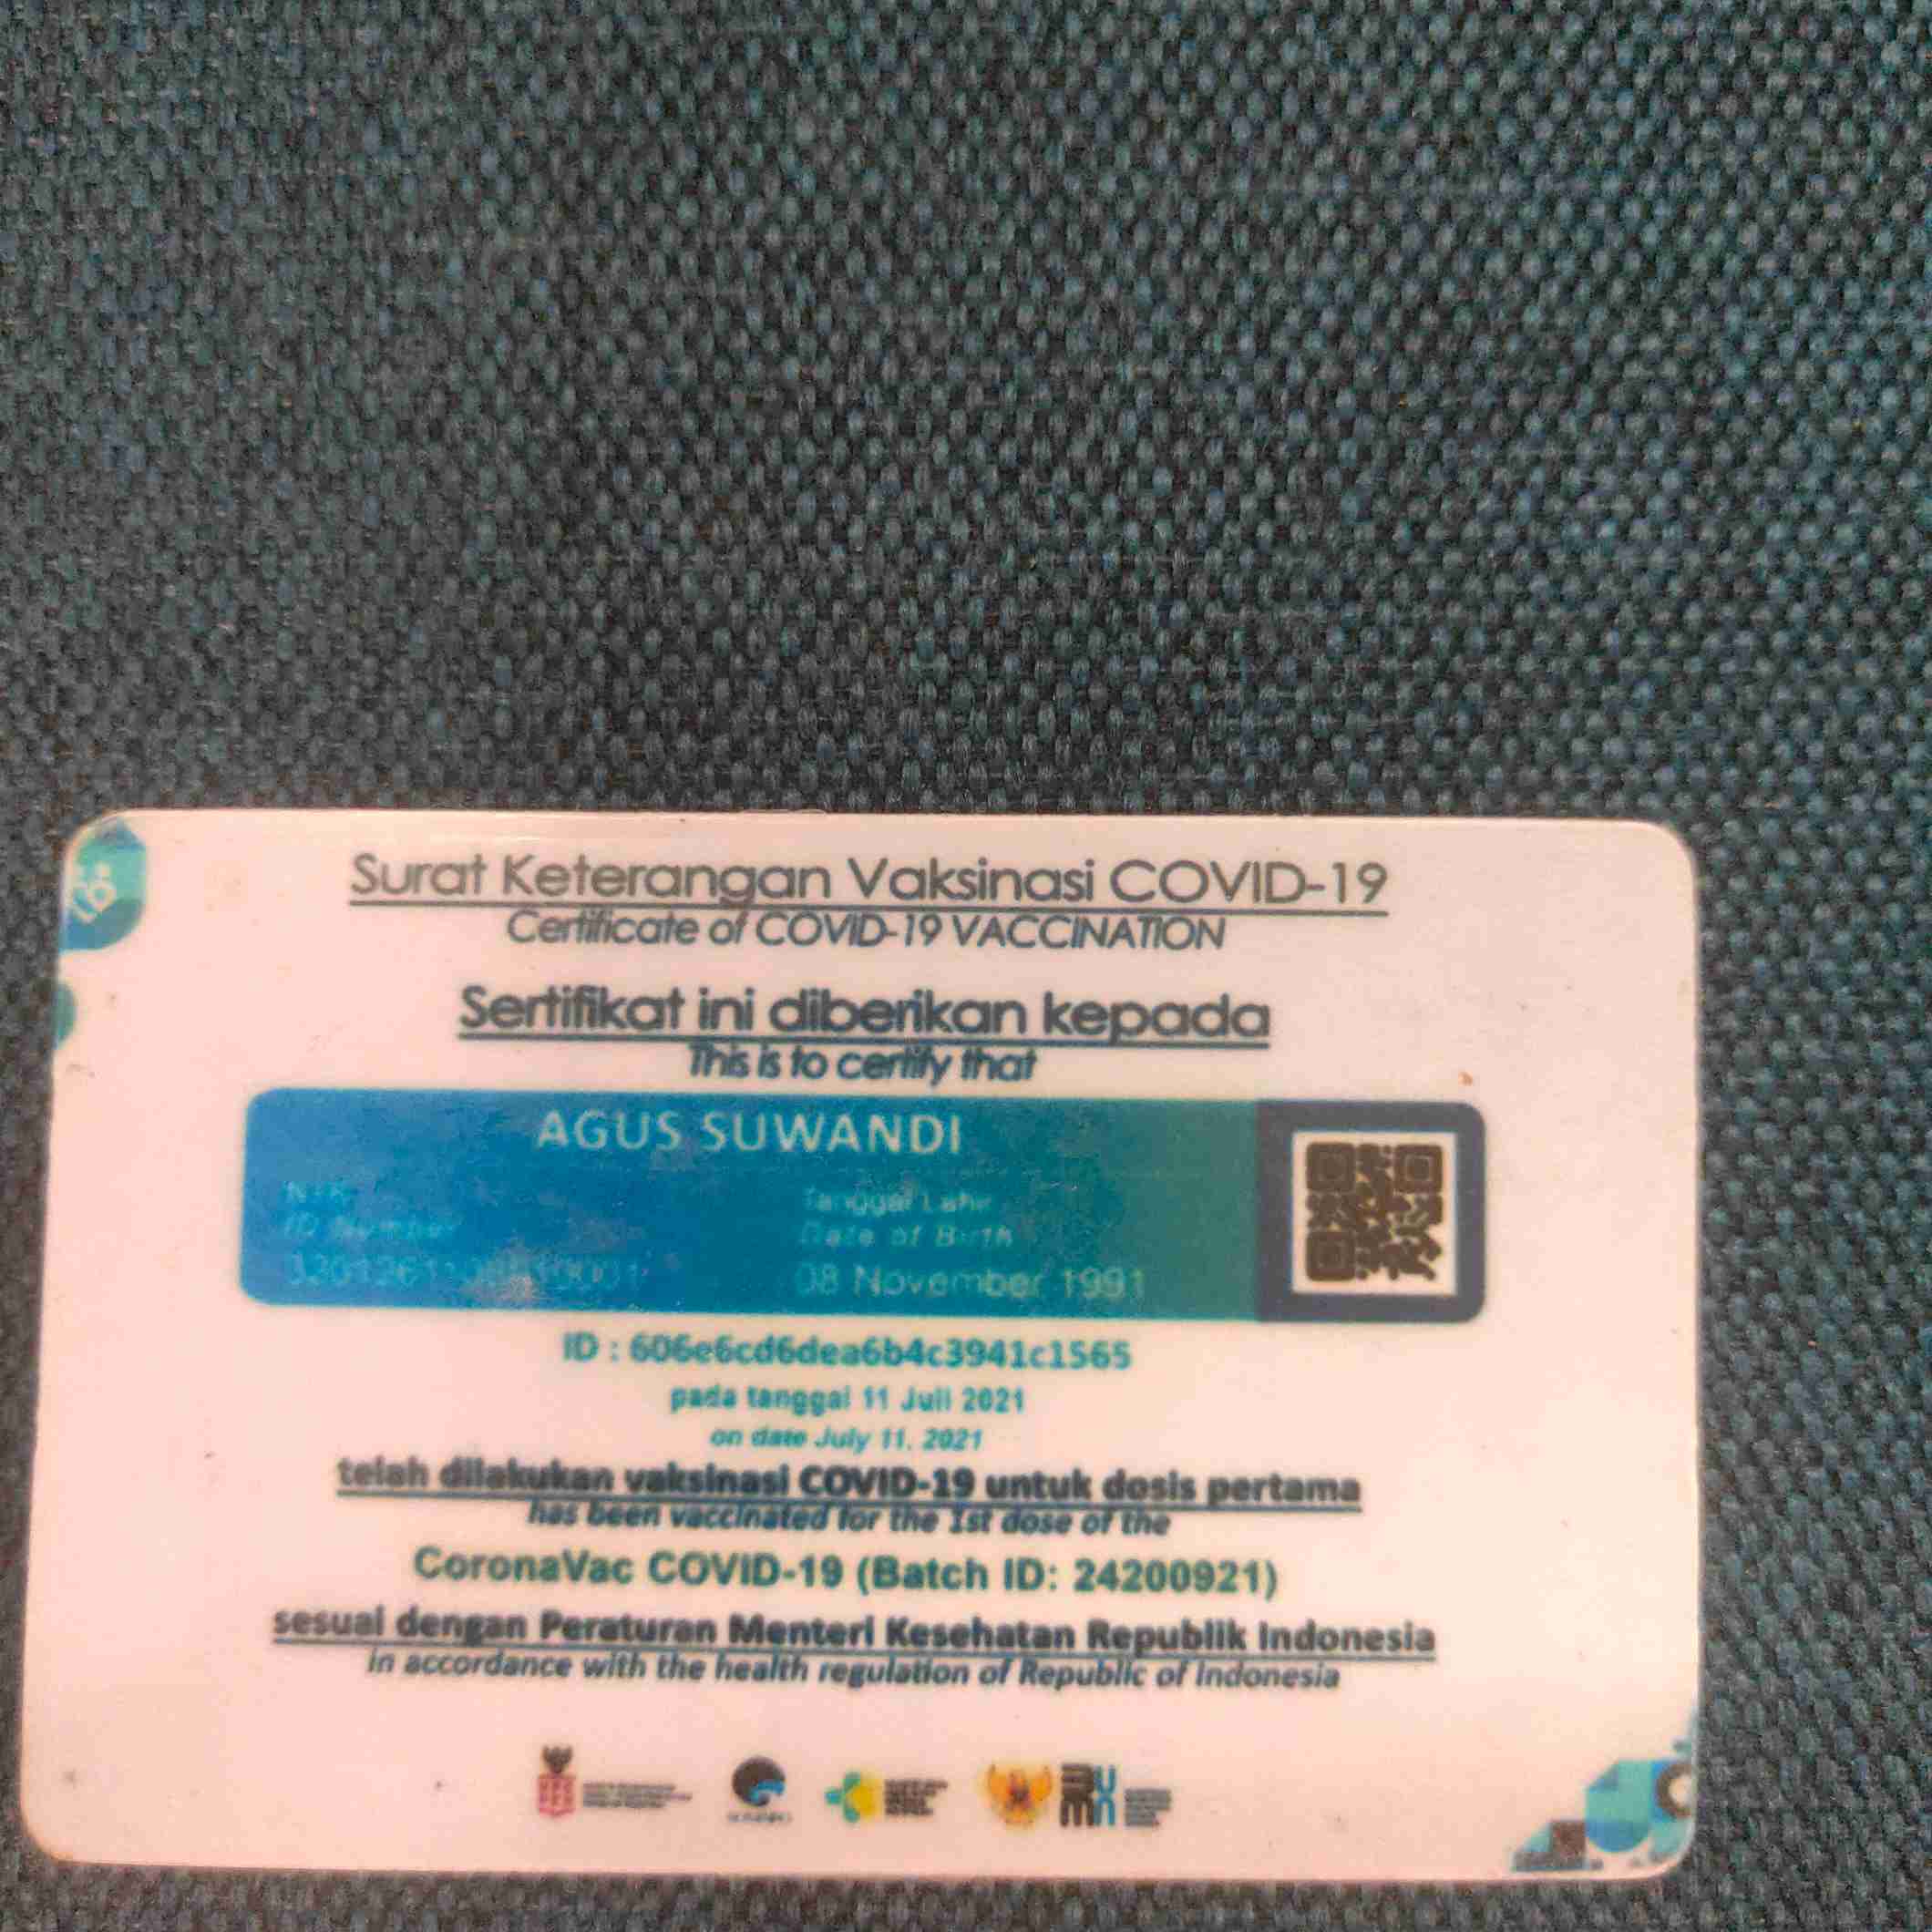 Surat Keterangan Vaksinasi COVID-19
Certificate of COVID-19 VACCINATION
Sertifikat ini diberikan kepada
This is to certify that
AGUS SUWANDI
NIK Tanggal Lahir
ID Number Date of Birth
08 November 1991
ID : 606e6cd6dea6b4c3941c1565
pada tanggal 11 Juli 2021
on date July 11, 2021
telah dilakukan vaksinasi COVID-19 untuk dosis pertama
has been vaccinated for the 1st dose of the
CoronaVac COVID-19 (Batch ID: 24200921)
sesuai dengan Peraturan Menteri Kesehatan Republik Indonesia
in accordance with the health regulation of Republic of Indonesia